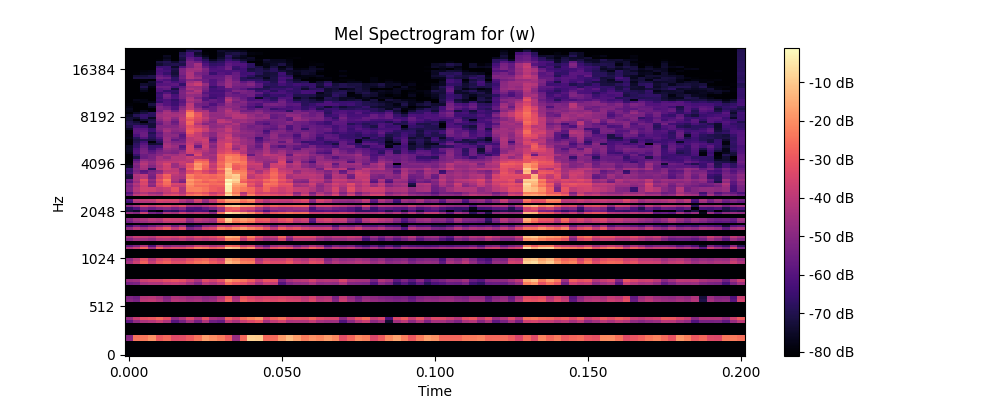 Mel Spectrogram for (w)
Hz
16384
8192
4096
2048
1024
512
0
0.000
0.050
0.100
0.150
0.200
Time
-10 dB
-20 dB
-30 dB
-40 dB
-50 dB
-60 dB
-70 dB
-80 dB